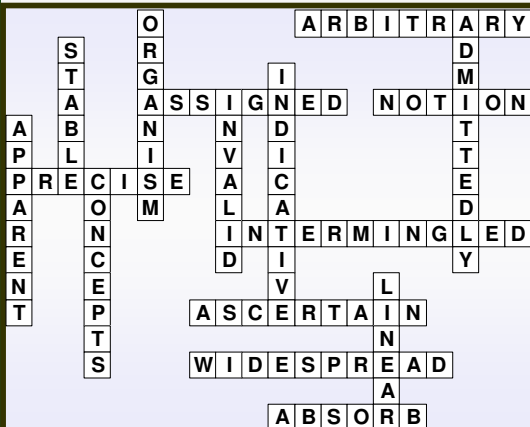 ORGANISM
ARBITRARY
STABLE
ADMITTEDLY
INDICATIVE
ASSIGNED
NOTION
INVALID
APPARENT
PRECISE
CONCEPTS
INTERMINGLED
LINEAR
ASCERTAIN
WIDESPREAD
ABSORB